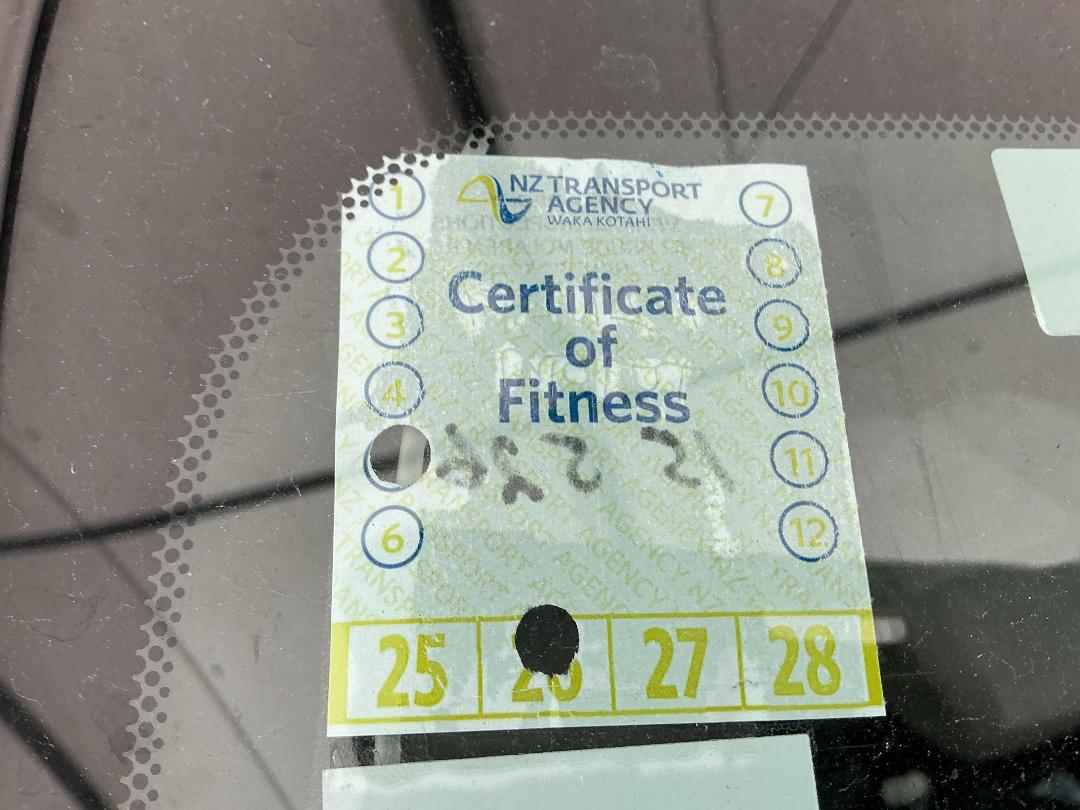 NZ TRANSPORT
AGENCY
WAKA KOTAHI
Certificate
of
Fitness
1
2
3
4
6
7
8
9
10
11
12
25 26 27 28